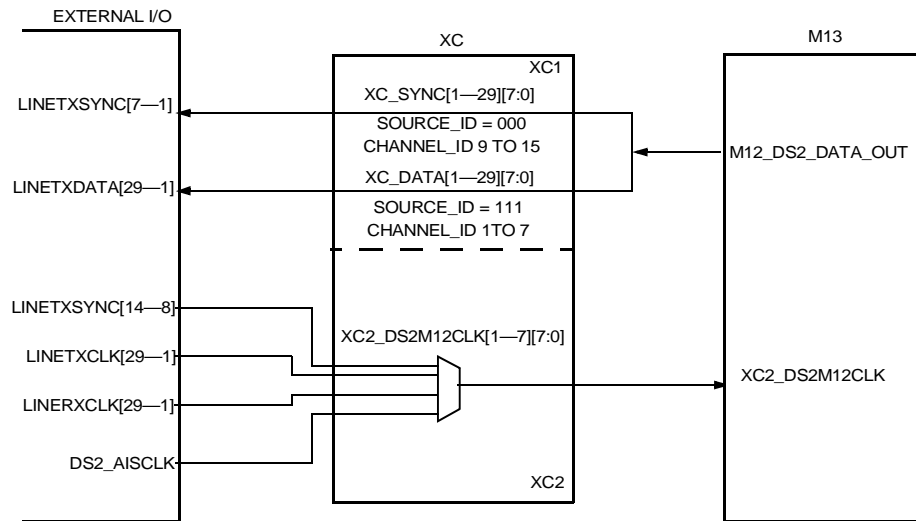 EXTERNAL I/O
XC
M13
XC1
LINETXSYNC[7—1]
XC_SYNC[1—29][7:0]
SOURCE_ID = 000
CHANNEL_ID 9 TO 15
M12_DS2_DATA_OUT
LINETXDATA[29—1]
XC_DATA[1—29][7:0]
SOURCE_ID = 111
CHANNEL_ID 1TO 7
LINETXSYNC[14—8]
XC2_DS2M12CLK[1—7][7:0]
LINETXCLK[29—1]
XC2_DS2M12CLK
LINERXCLK[29—1]
DS2_AISCLK
XC2